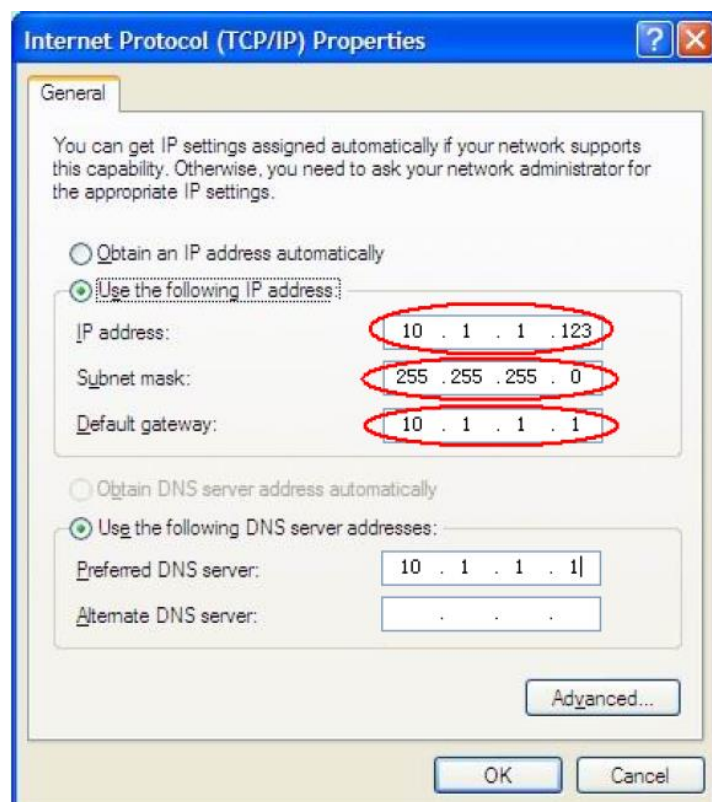 Internet Protocol (TCP/IP) Properties
General
You can get IP settings assigned automatically if your network supports
this capability. Otherwise, you need to ask your network administrator for
the appropriate IP settings.
Obtain an IP address automatically
Use the following IP address:
IP address: 10 . 1 . 1 . 123
Subnet mask: 255 . 255 . 255 . 0
Default gateway: 10 . 1 . 1 . 1
Obtain DNS server address automatically
Use the following DNS server addresses:
Preferred DNS server: 10 . 1 . 1 . 1
Alternate DNS server: . . .
Advanced...
OK Cancel